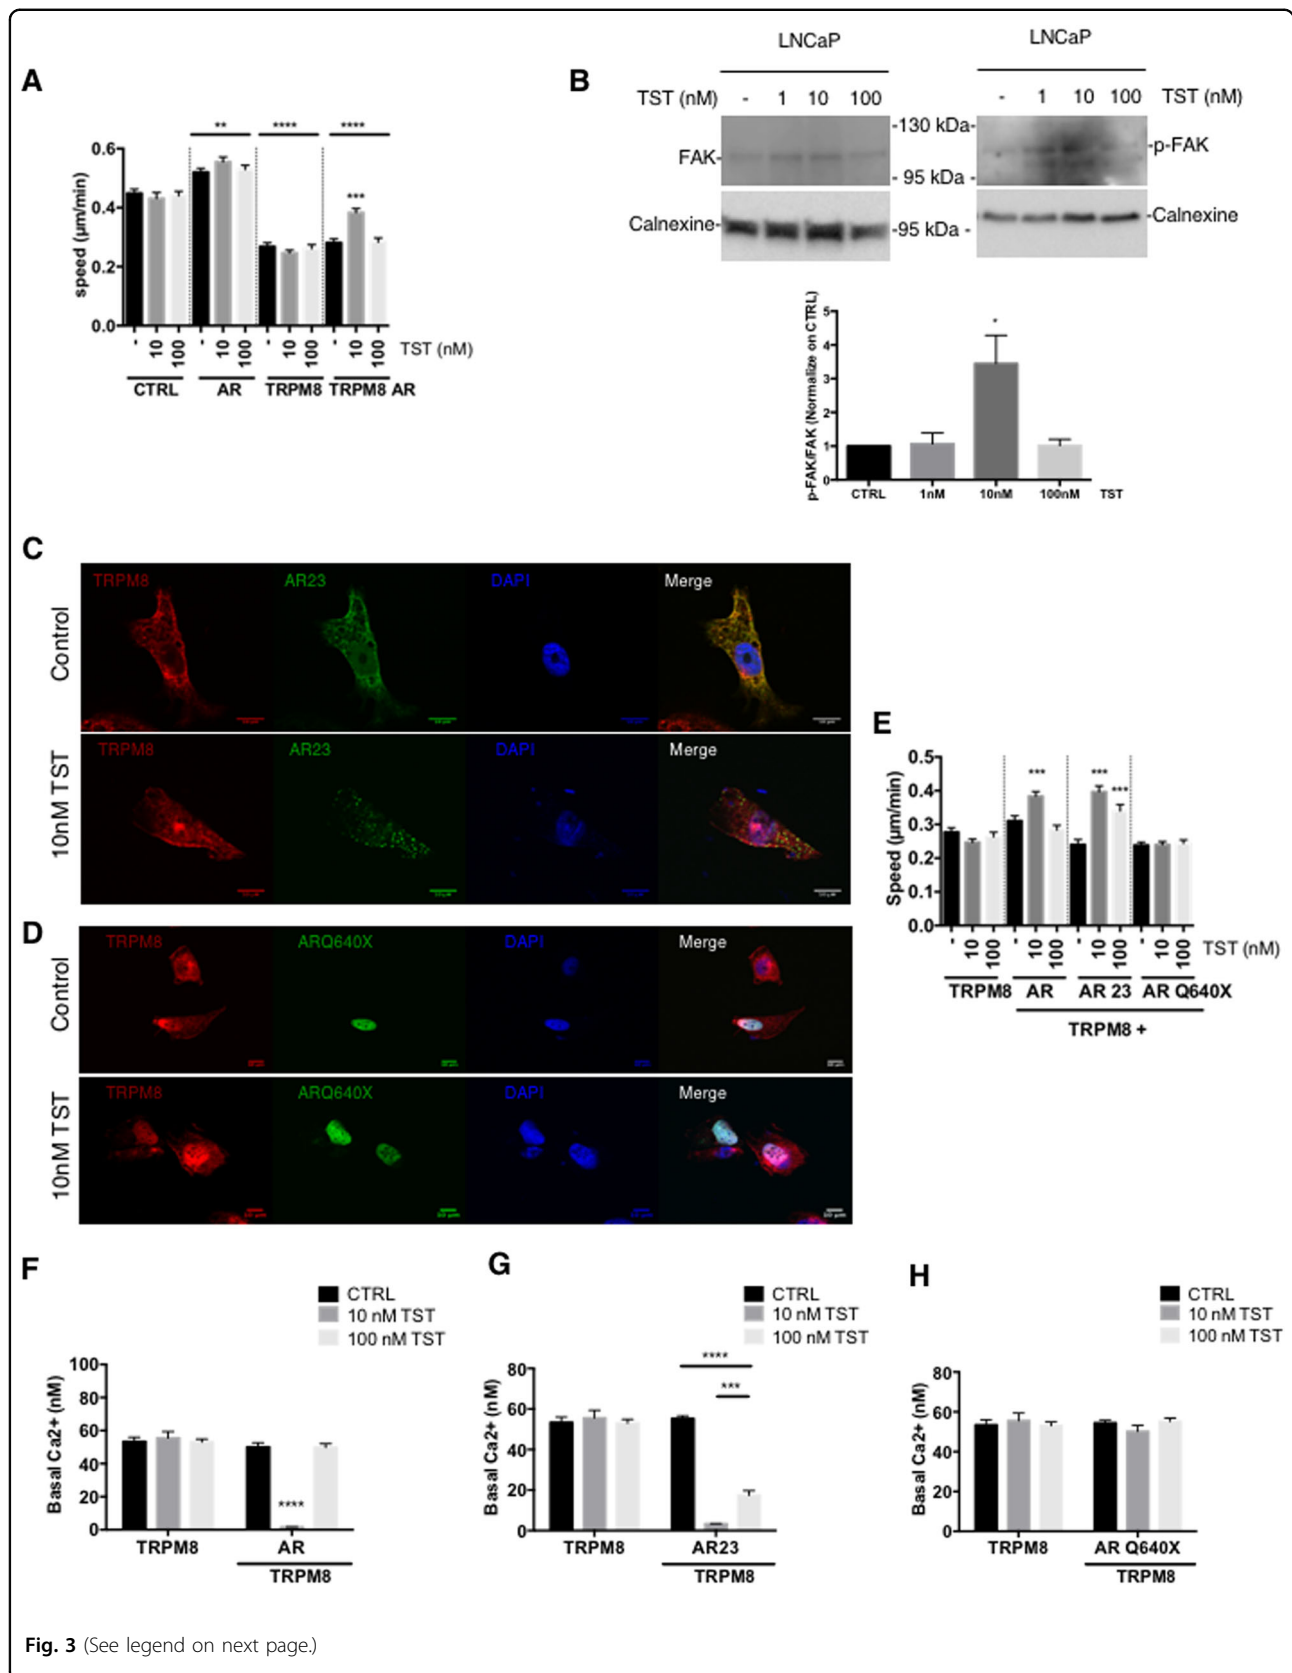 A
speed (µm/min)
** **** ****
0.6
0.4
0.2
0.0
***
- 10 100 - 10 100 - 10 100 - 10 100 TST (nM)
CTRL AR TRPM8 TRPM8 AR
B
LNCaP LNCaP
TST (nM) - 1 10 100 - 1 10 100 TST (nM)
-130 kDa-
FAK- -p-FAK
- 95 kDa -
Calnexine- -95 kDa - -Calnexine
p-FAK/FAK (Normalize on CTRL)
5
4
3
2
1
0
*
CTRL 1nM 10nM 100nM TST
C
Control
TRPM8 AR23 DAPI Merge
10nM TST
TRPM8 AR23 DAPI Merge
D
Control
TRPM8 ARQ640X DAPI Merge
10nM TST
TRPM8 ARQ640X DAPI Merge
10 µm 10 µm 10 µm 10 µm
E
Speed (µm/min)
0.5
0.4
0.3
0.2
0.1
0.0
*** *** ***
- 10 100 - 10 100 - 10 100 - 10 100 TST (nM)
TRPM8 AR AR 23 AR Q640X
TRPM8 +
F
CTRL
10 nM TST
100 nM TST
Basal Ca2+ (nM)
100
80
60
40
20
0
****
TRPM8 AR
TRPM8
G
CTRL
10 nM TST
100 nM TST
Basal Ca2+ (nM)
80
60
40
20
0
****
***
TRPM8 AR23
TRPM8
H
CTRL
10 nM TST
100 nM TST
Basal Ca2+ (nM)
80
60
40
20
0
TRPM8 AR Q640X
TRPM8
Fig. 3 (See legend on next page.)